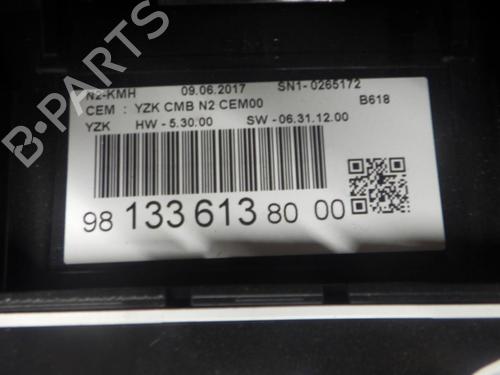 N2-KMH 09.06.2017 SN1- 0265172
CEM : YZK CMB N2 CEM00 B618
YZK HW - 5.30.00 SW - 06.31.12.00
98 133 613 80 00
B-PARTS